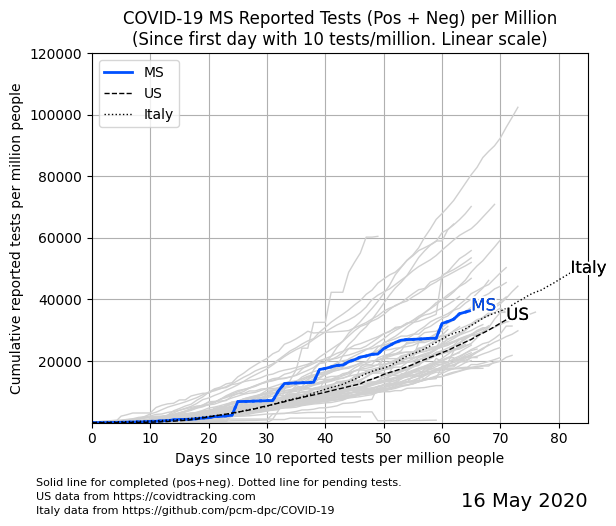 COVID-19 MS Reported Tests (Pos + Neg) per Million
(Since first day with 10 tests/million. Linear scale)
Cumulative reported tests per million people
120000
100000
80000
60000
40000
20000
MS
US
Italy
Italy
MS
US
0 10 20 30 40 50 60 70 80
Days since 10 reported tests per million people
Solid line for completed (pos+neg). Dotted line for pending tests.
US data from https://covidtracking.com
Italy data from https://github.com/pcm-dpc/COVID-19
16 May 2020